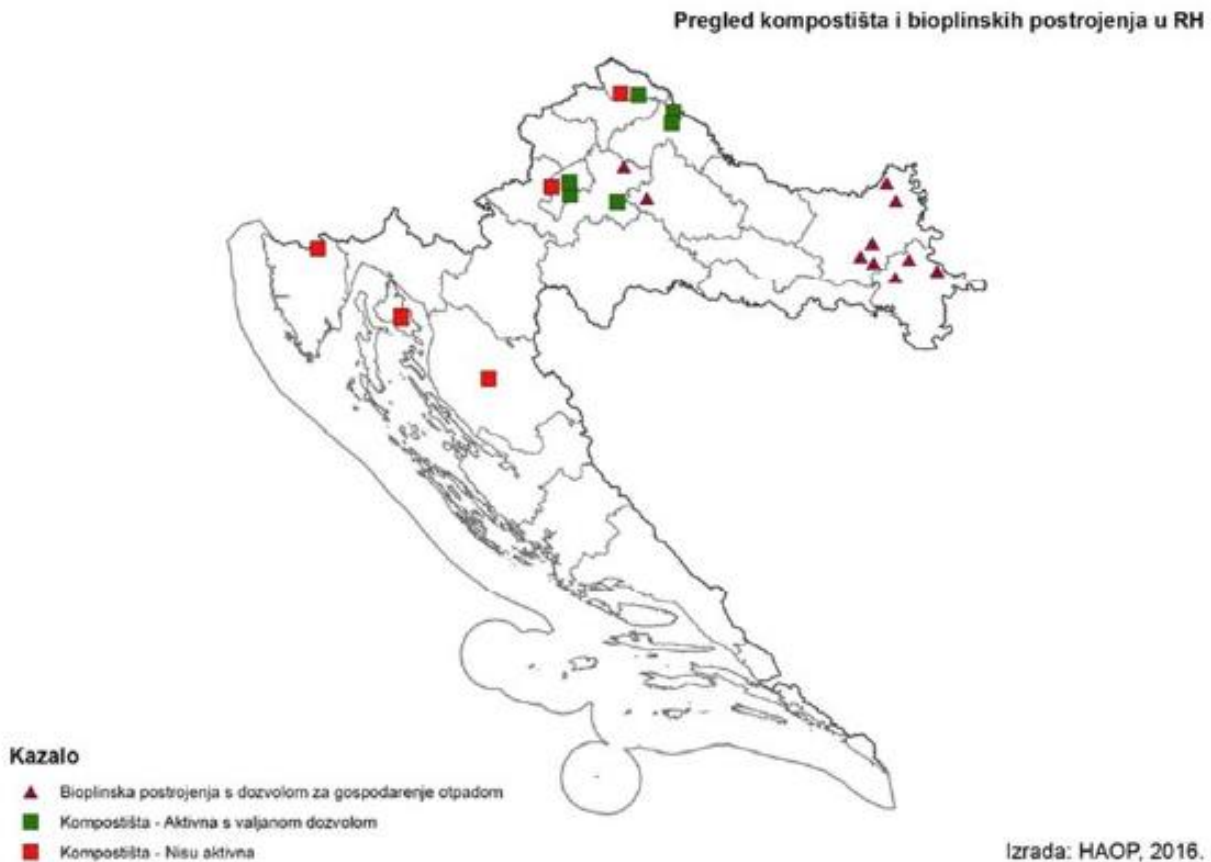 Pregled kompostišta i bioplinskih postrojenja u RH
Kazalo
Bioplinska postrojenja s dozvolom za gospodarenje otpadom
Kompostišta - Aktivna s valjanom dozvolom
Kompostišta - Nisu aktivna
Izrada: HAOP, 2016.